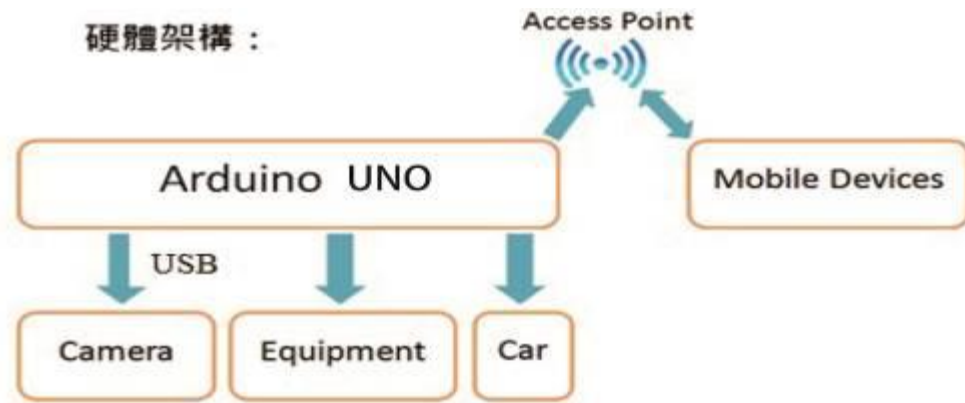 硬體架構：
Access Point
Arduino UNO
Mobile Devices
USB
Camera
Equipment
Car